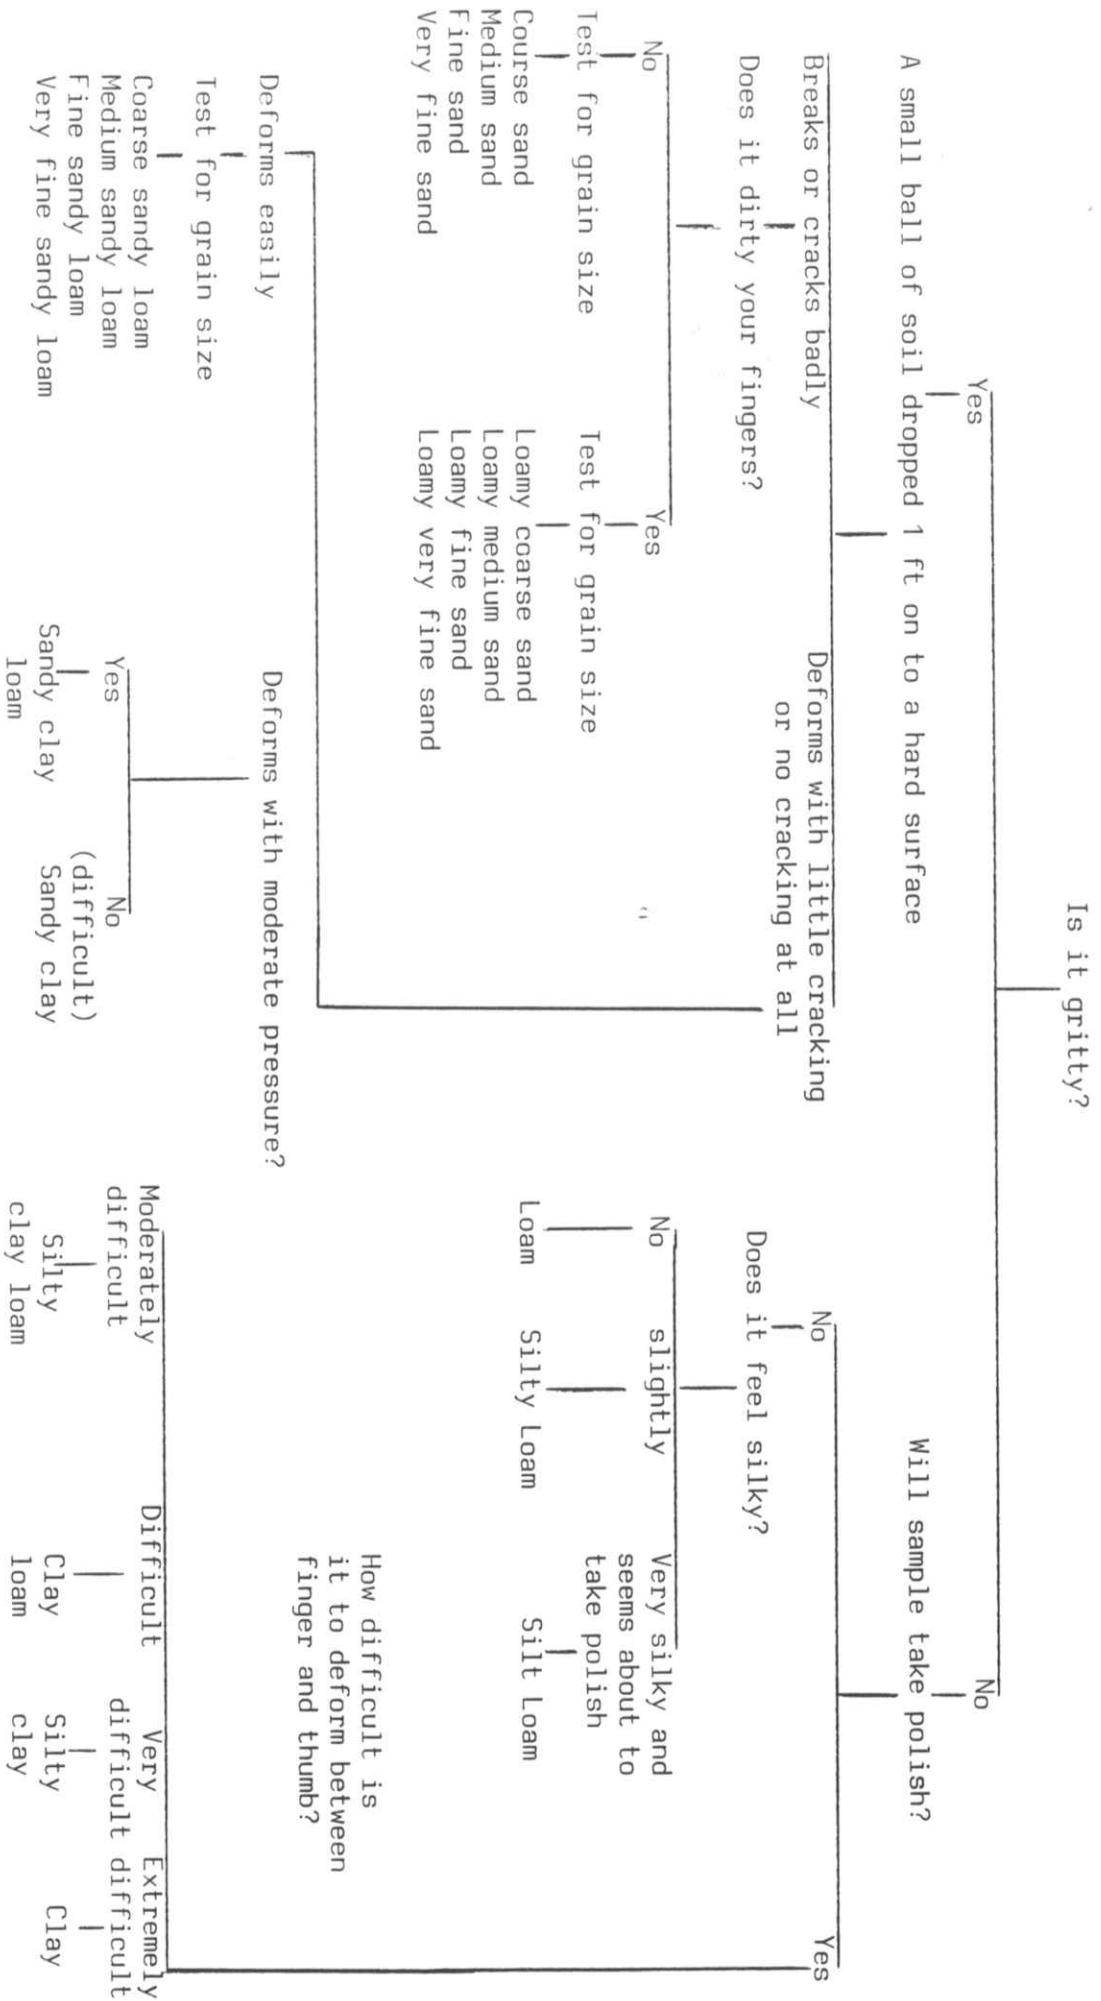 Is it gritty?
Yes
No
A small ball of soil dropped 1 ft on to a hard surface
Will sample take polish?
Breaks or cracks badly
Deforms with little cracking
or no cracking at all
No
Yes
Does it dirty your fingers?
Does it feel silky?
No
Yes
No
slightly
Very silky and
seems about to
take polish
Test for grain size
Test for grain size
Course sand
Medium sand
Fine sand
Very fine sand
Loamy coarse sand
Loamy medium sand
Loamy fine sand
Loamy very fine sand
Loam
Silty Loam
Silt Loam
How difficult is
it to deform between
finger and thumb?
Deforms easily
Deforms with moderate pressure?
Test for grain size
Coarse sandy loam
Medium sandy loam
Fine sandy loam
Very fine sandy loam
Yes
No
(difficult)
Sandy clay
loam
Sandy clay
Moderately
difficult
Difficult
Very
difficult
Extremely
difficult
Silty
clay loam
Clay
loam
Silty
clay
Clay